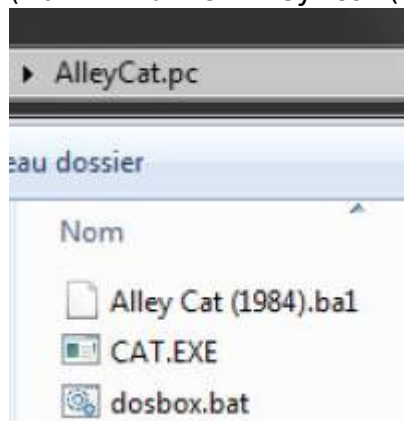 AlleyCat.pc
eau dossier
Nom
Alley Cat (1984).ba1
CAT.EXE
dosbox.bat